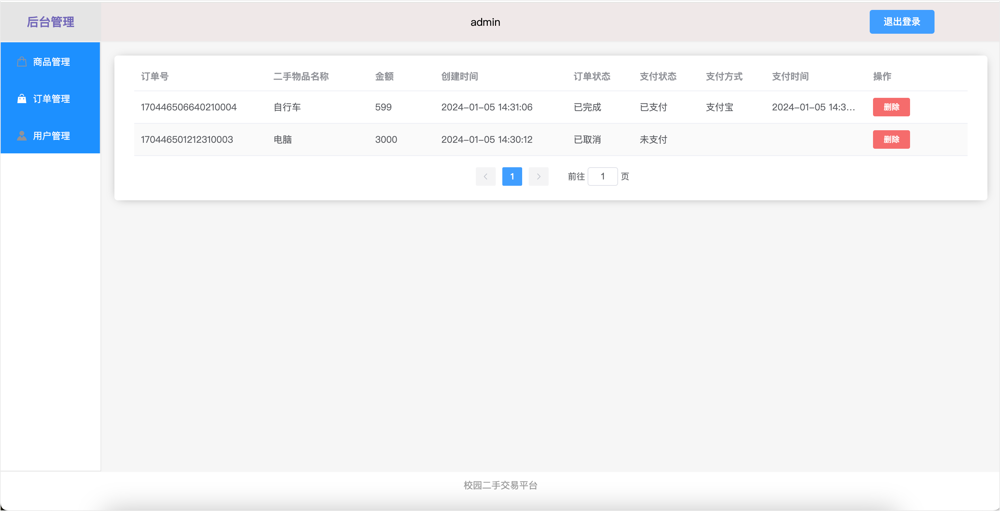 后台管理
admin
退出登录
商品管理
订单管理
用户管理
订单号 二手物品名称 金额 创建时间 订单状态 支付状态 支付方式 支付时间 操作
170446506640210004 自行车 599 2024-01-05 14:31:06 已完成 已支付 支付宝 2024-01-05 14:3... 删除
170446501212310003 电脑 3000 2024-01-05 14:30:12 已取消 未支付 删除
1 前往 1 页
校园二手交易平台